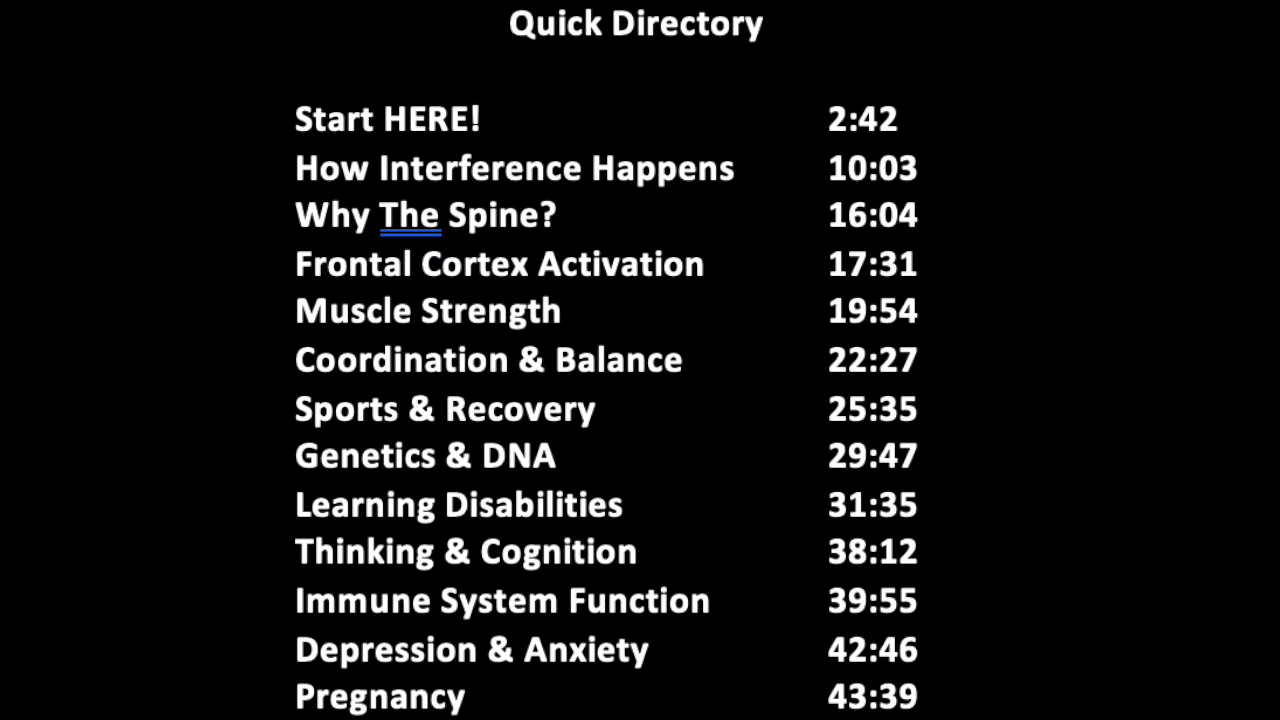 Quick Directory
Start HERE! 2:42
How Interference Happens 10:03
Why The Spine? 16:04
Frontal Cortex Activation 17:31
Muscle Strength 19:54
Coordination & Balance 22:27
Sports & Recovery 25:35
Genetics & DNA 29:47
Learning Disabilities 31:35
Thinking & Cognition 38:12
Immune System Function 39:55
Depression & Anxiety 42:46
Pregnancy 43:39